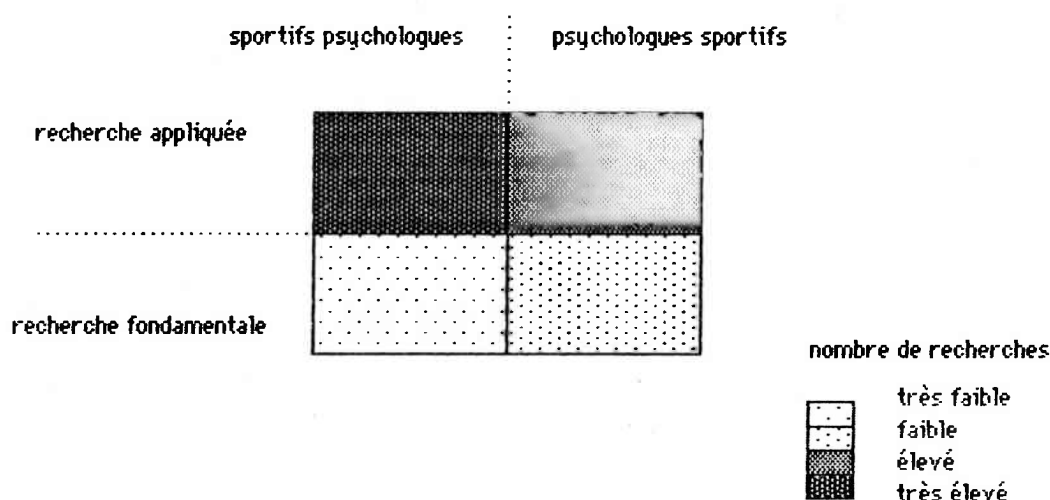 sportifs psychologues psychologues sportifs
recherche appliquée
recherche fondamentale
nombre de recherches
très faible
faible
élevé
très élevé